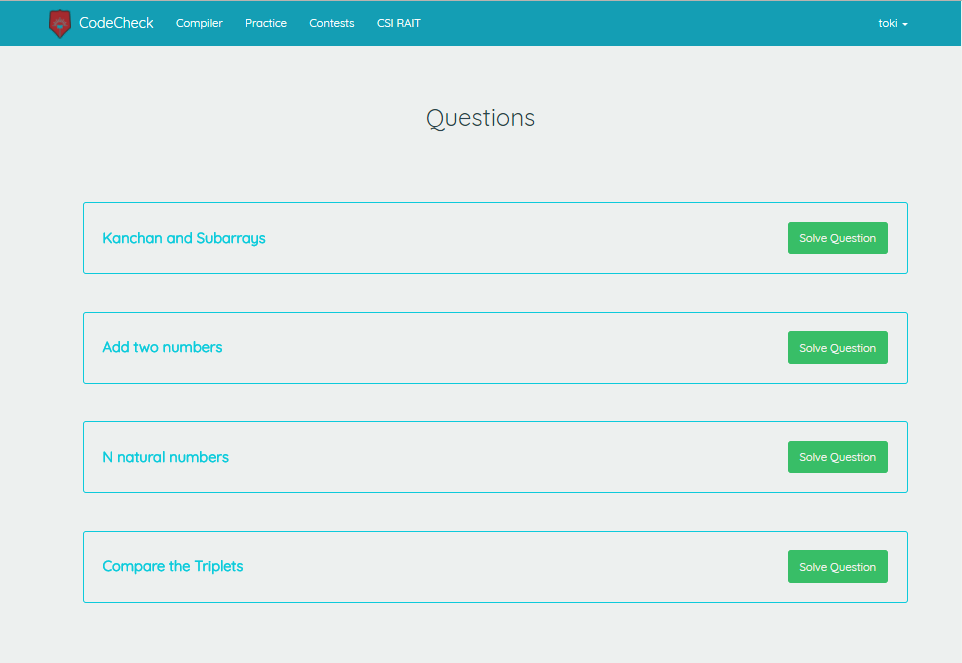 CodeCheck Compiler Practice Contests CSI RAIT toki
Questions
Kanchan and Subarrays Solve Question
Add two numbers Solve Question
N natural numbers Solve Question
Compare the Triplets Solve Question